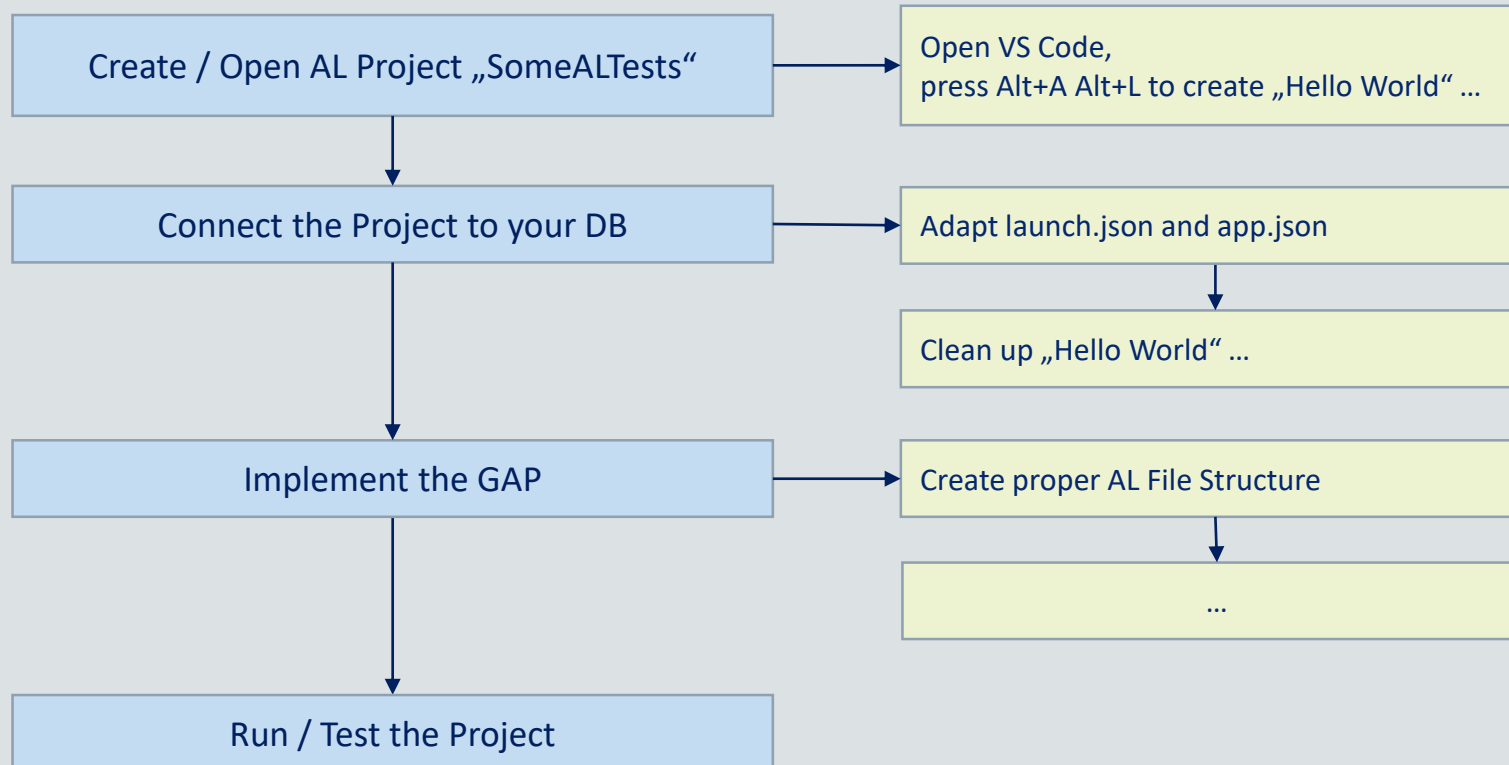 Create / Open AL Project „SomeALTests“
Open VS Code,
press Alt+A Alt+L to create „Hello World“ …
Connect the Project to your DB
Adapt launch.json and app.json
Clean up „Hello World“ …
Implement the GAP
Create proper AL File Structure
…
Run / Test the Project